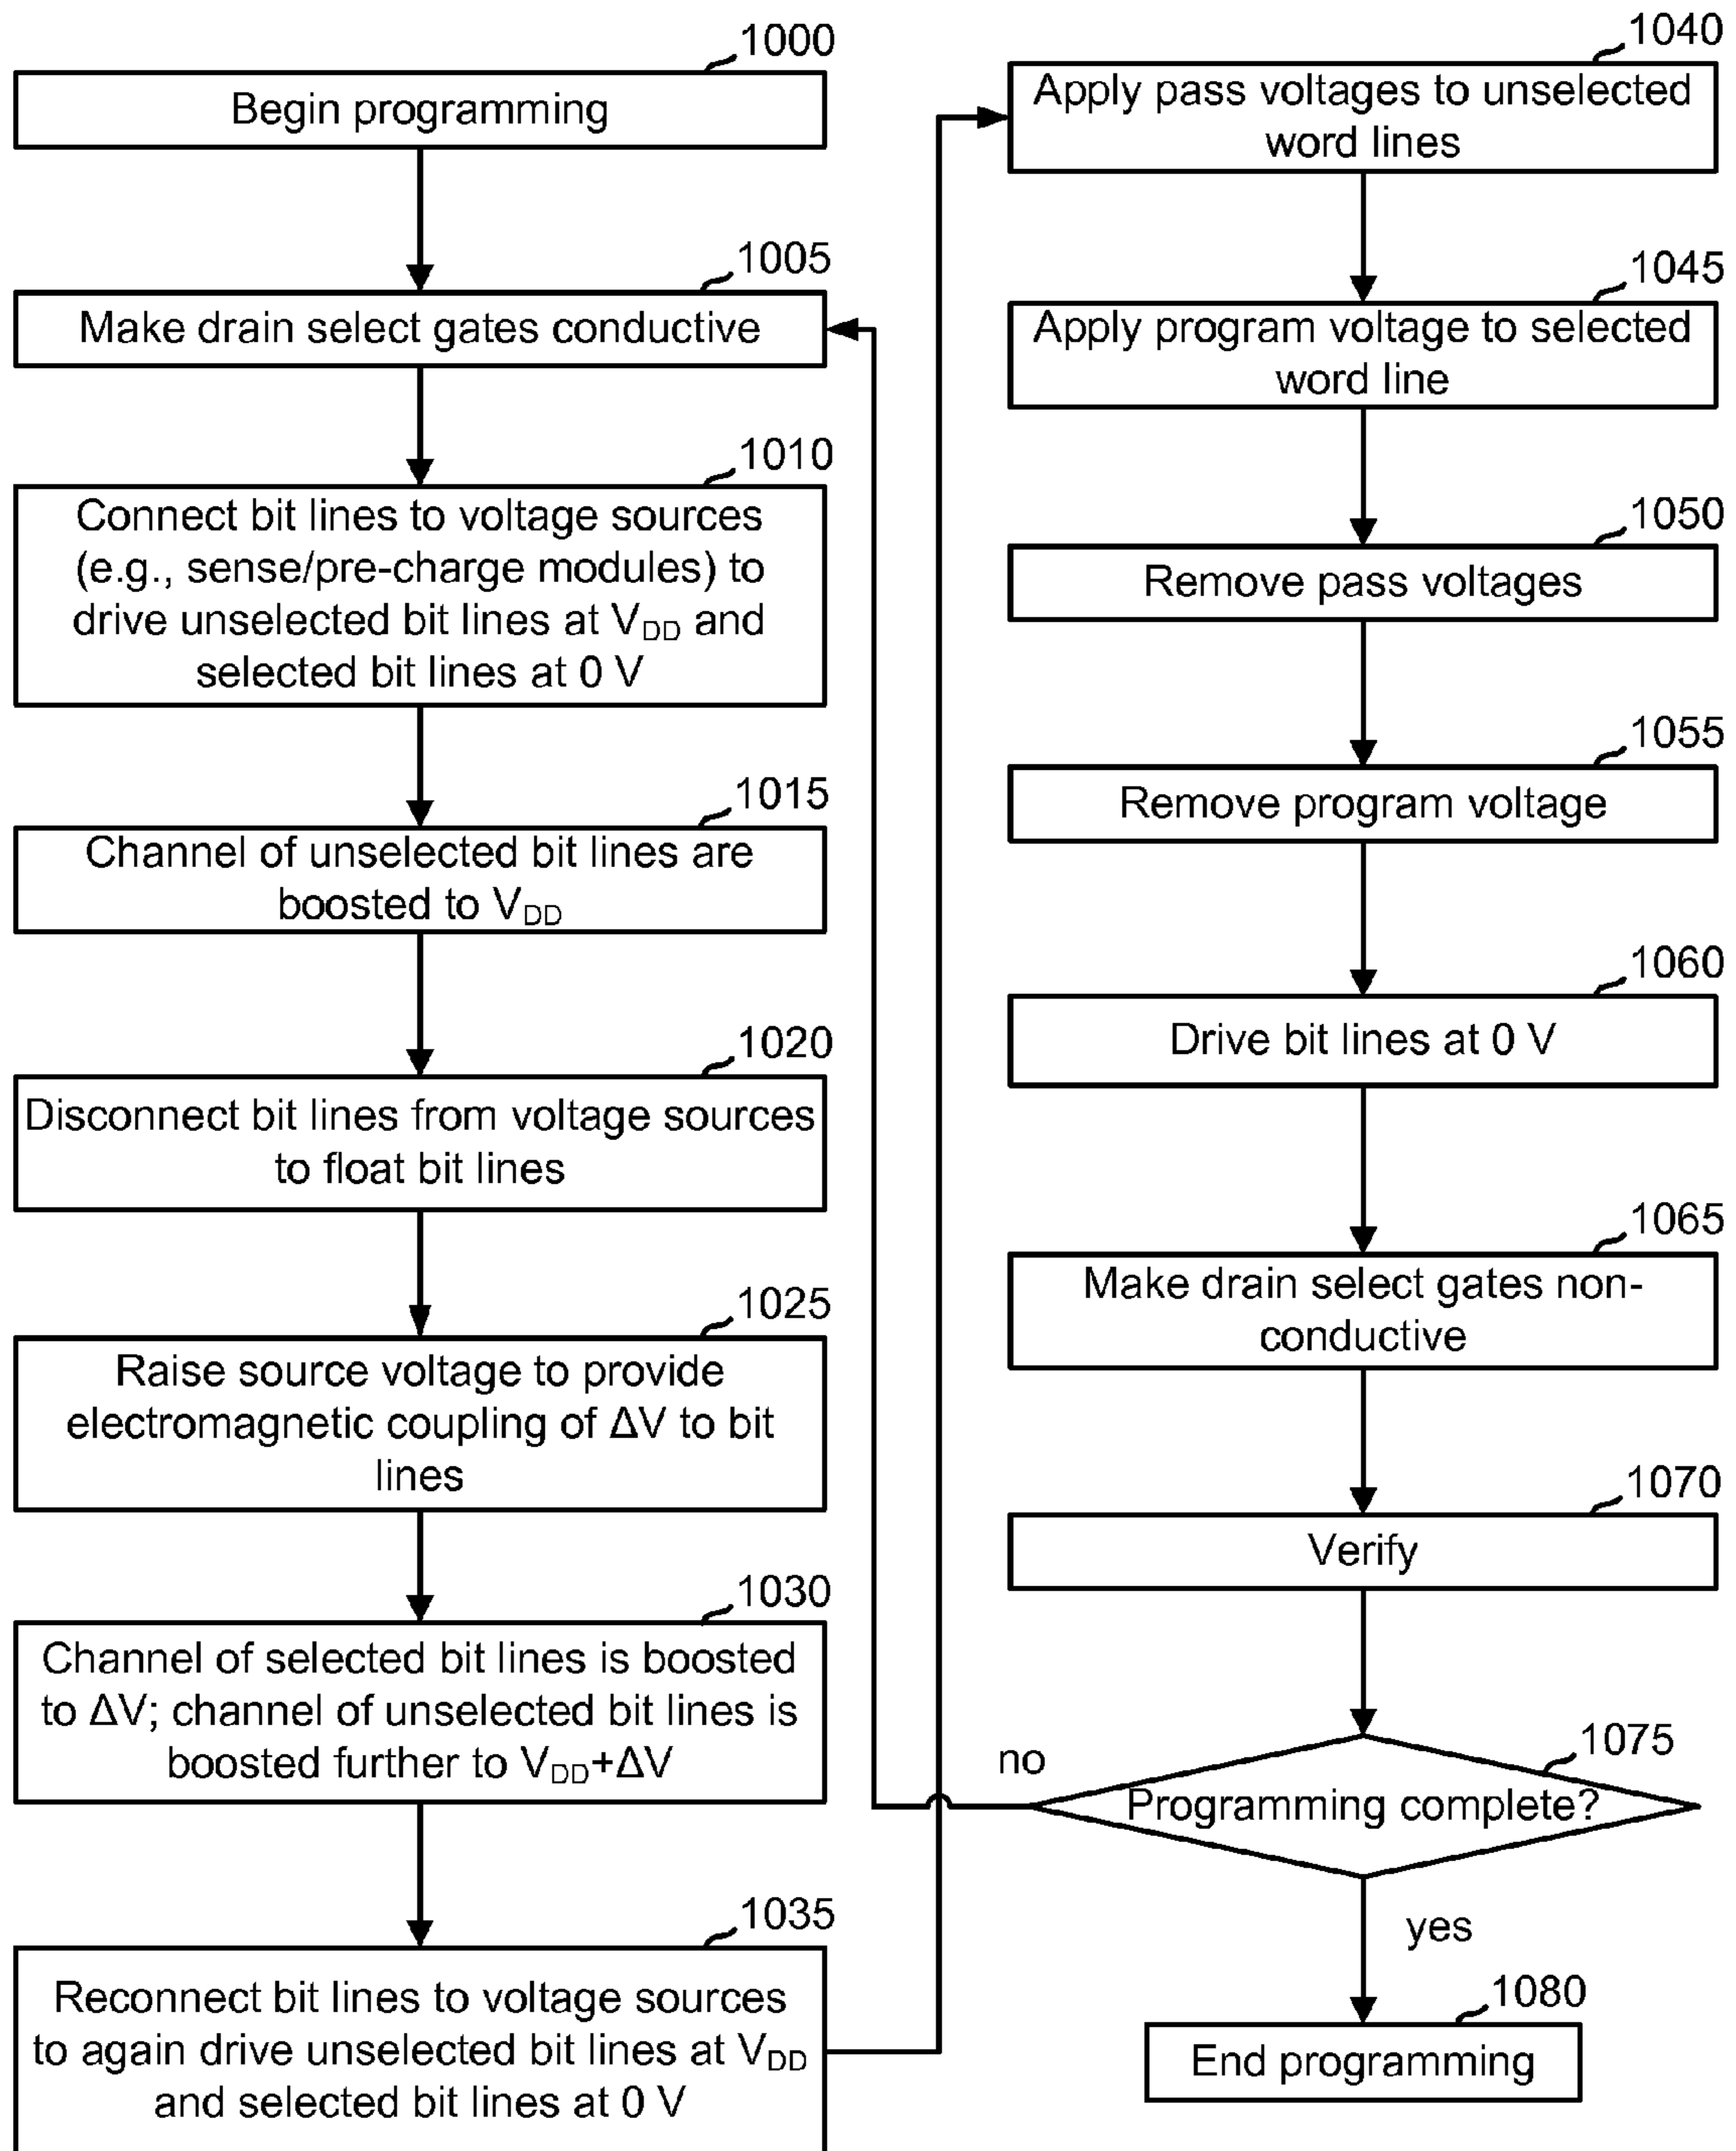 1000
Begin programming
1005
Make drain select gates conductive
1010
Connect bit lines to voltage sources
(e.g., sense/pre-charge modules) to
drive unselected bit lines at VDD and
selected bit lines at 0 V
1015
Channel of unselected bit lines are
boosted to VDD
1020
Disconnect bit lines from voltage sources
to float bit lines
1025
Raise source voltage to provide
electromagnetic coupling of ΔV to bit
lines
1030
Channel of selected bit lines is boosted
to ΔV; channel of unselected bit lines is
boosted further to VDD+ΔV
1035
Reconnect bit lines to voltage sources
to again drive unselected bit lines at VDD
and selected bit lines at 0 V
1040
Apply pass voltages to unselected
word lines
1045
Apply program voltage to selected
word line
1050
Remove pass voltages
1055
Remove program voltage
1060
Drive bit lines at 0 V
1065
Make drain select gates non-
conductive
1070
Verify
1075
no
Programming complete?
yes
1080
End programming